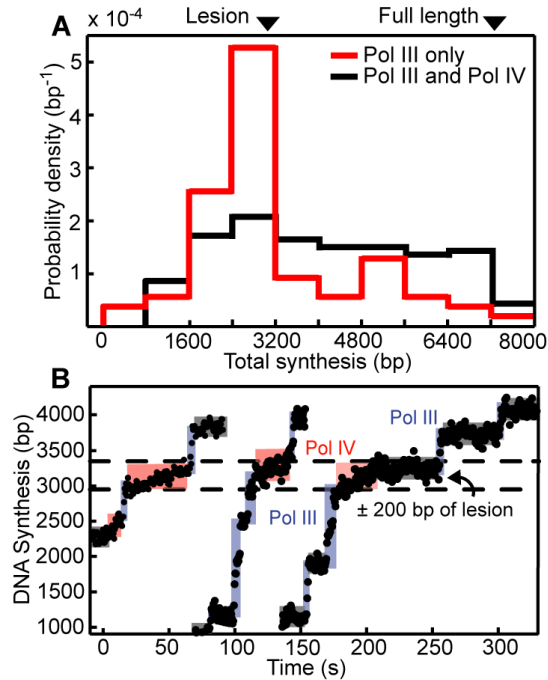 A
x 10⁻⁴
Lesion
Full length
5
4
3
2
1
Probability density (bp⁻¹)
Pol III only
Pol III and Pol IV
0 1600 3200 4800 6400 8000
Total synthesis (bp)
B
4000
3500
3000
2500
2000
1500
1000
DNA Synthesis (bp)
Pol III
Pol IV
± 200 bp of lesion
Pol III
0 50 100 150 200 250 300
Time (s)